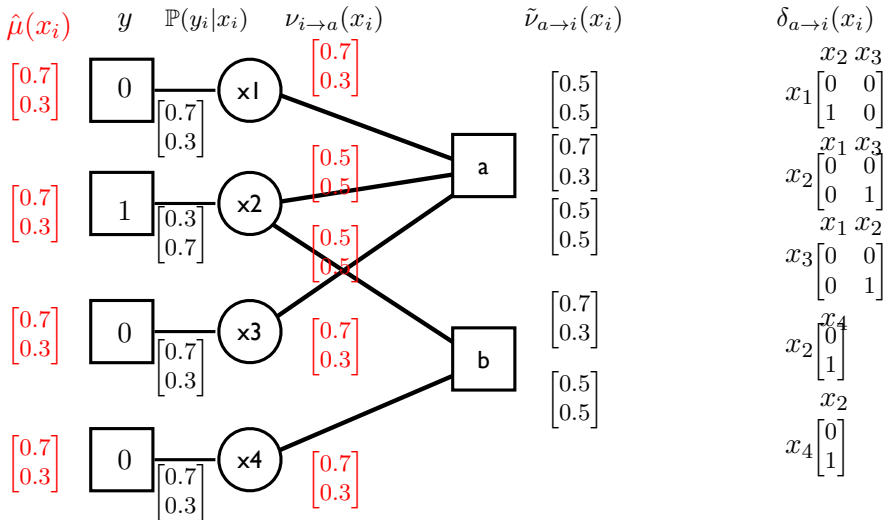 μ̂(x_i) y ℙ(y_i|x_i) ν_{i→a}(x_i) ν̃_{a→i}(x_i) δ_{a→i}(x_i)
x_2 x_3
[0.7 0.3] 0 [0.7 0.3] x1 [0.7 0.3] [0.5 0.5] x_1 [0 0 1 0]
a [0.7 0.3] x_1 x_3
[0.7 0.3] 1 [0.3 0.7] x2 [0.5 0.5] x_2 [0 0 0 1]
[0.5 0.5] [0.5 0.5] x_1 x_2
x_3 [0 0 0 1]
[0.7 0.3] 0 [0.7 0.3] x3 [0.7 0.3] [0.7 0.3] x_4
b x_2 [0 1]
[0.5 0.5] x_2
[0.7 0.3] 0 [0.7 0.3] x4 [0.7 0.3] x_4 [0 1]